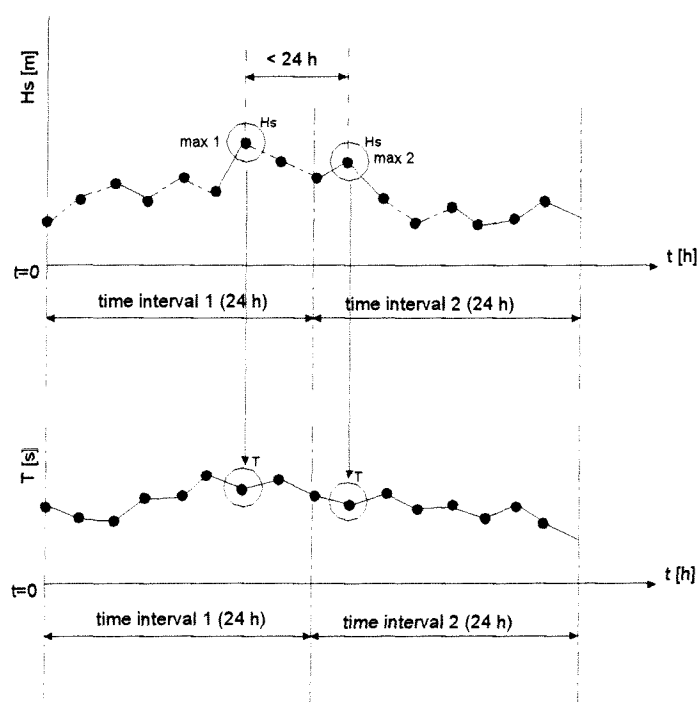 Hs [m]
< 24 h
Hs
max 1
Hs
max 2
t [h]
t=0
time interval 1 (24 h)
time interval 2 (24 h)
T [s]
T
T
t [h]
t=0
time interval 1 (24 h)
time interval 2 (24 h)